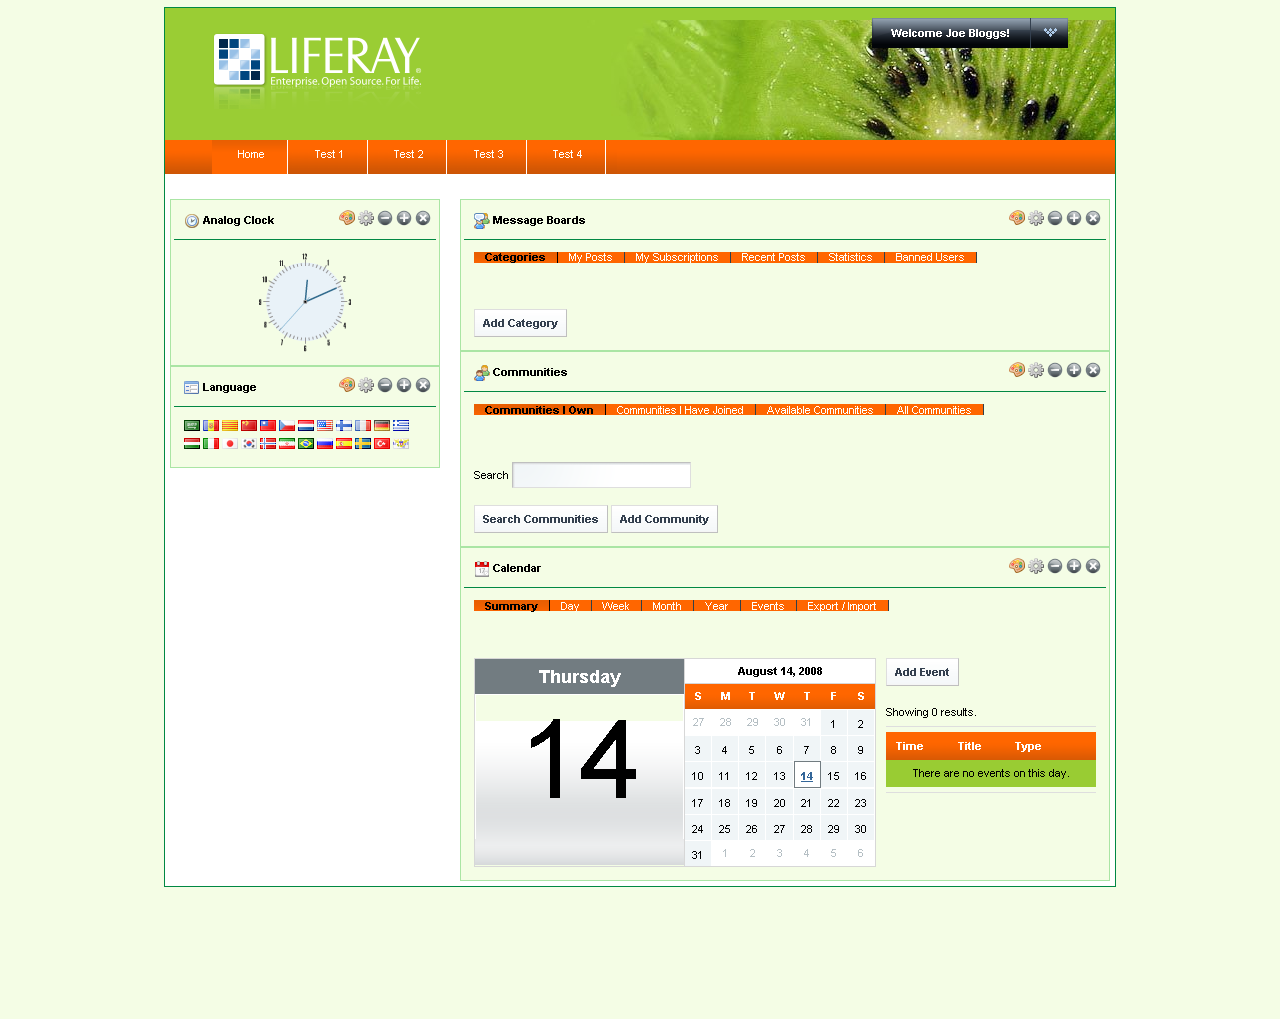 LIFERAY.
Enterprise. Open Source. For Life.
Welcome Joe Bloggs!
Home Test 1 Test 2 Test 3 Test 4
Analog Clock
12
1
2
3
4
5
6
7
8
9
10
11
Language
Message Boards
Categories My Posts My Subscriptions Recent Posts Statistics Banned Users
Add Category
Communities
Communities I Own Communities I Have Joined Available Communities All Communities
Search
Search Communities Add Community
Calendar
Summary Day Week Month Year Events Export / Import
Thursday
14
August 14, 2008
S M T W T F S
27 28 29 30 31 1 2
3 4 5 6 7 8 9
10 11 12 13 14 15 16
17 18 19 20 21 22 23
24 25 26 27 28 29 30
31 1 2 3 4 5 6
Add Event
Showing 0 results.
Time Title Type
There are no events on this day.